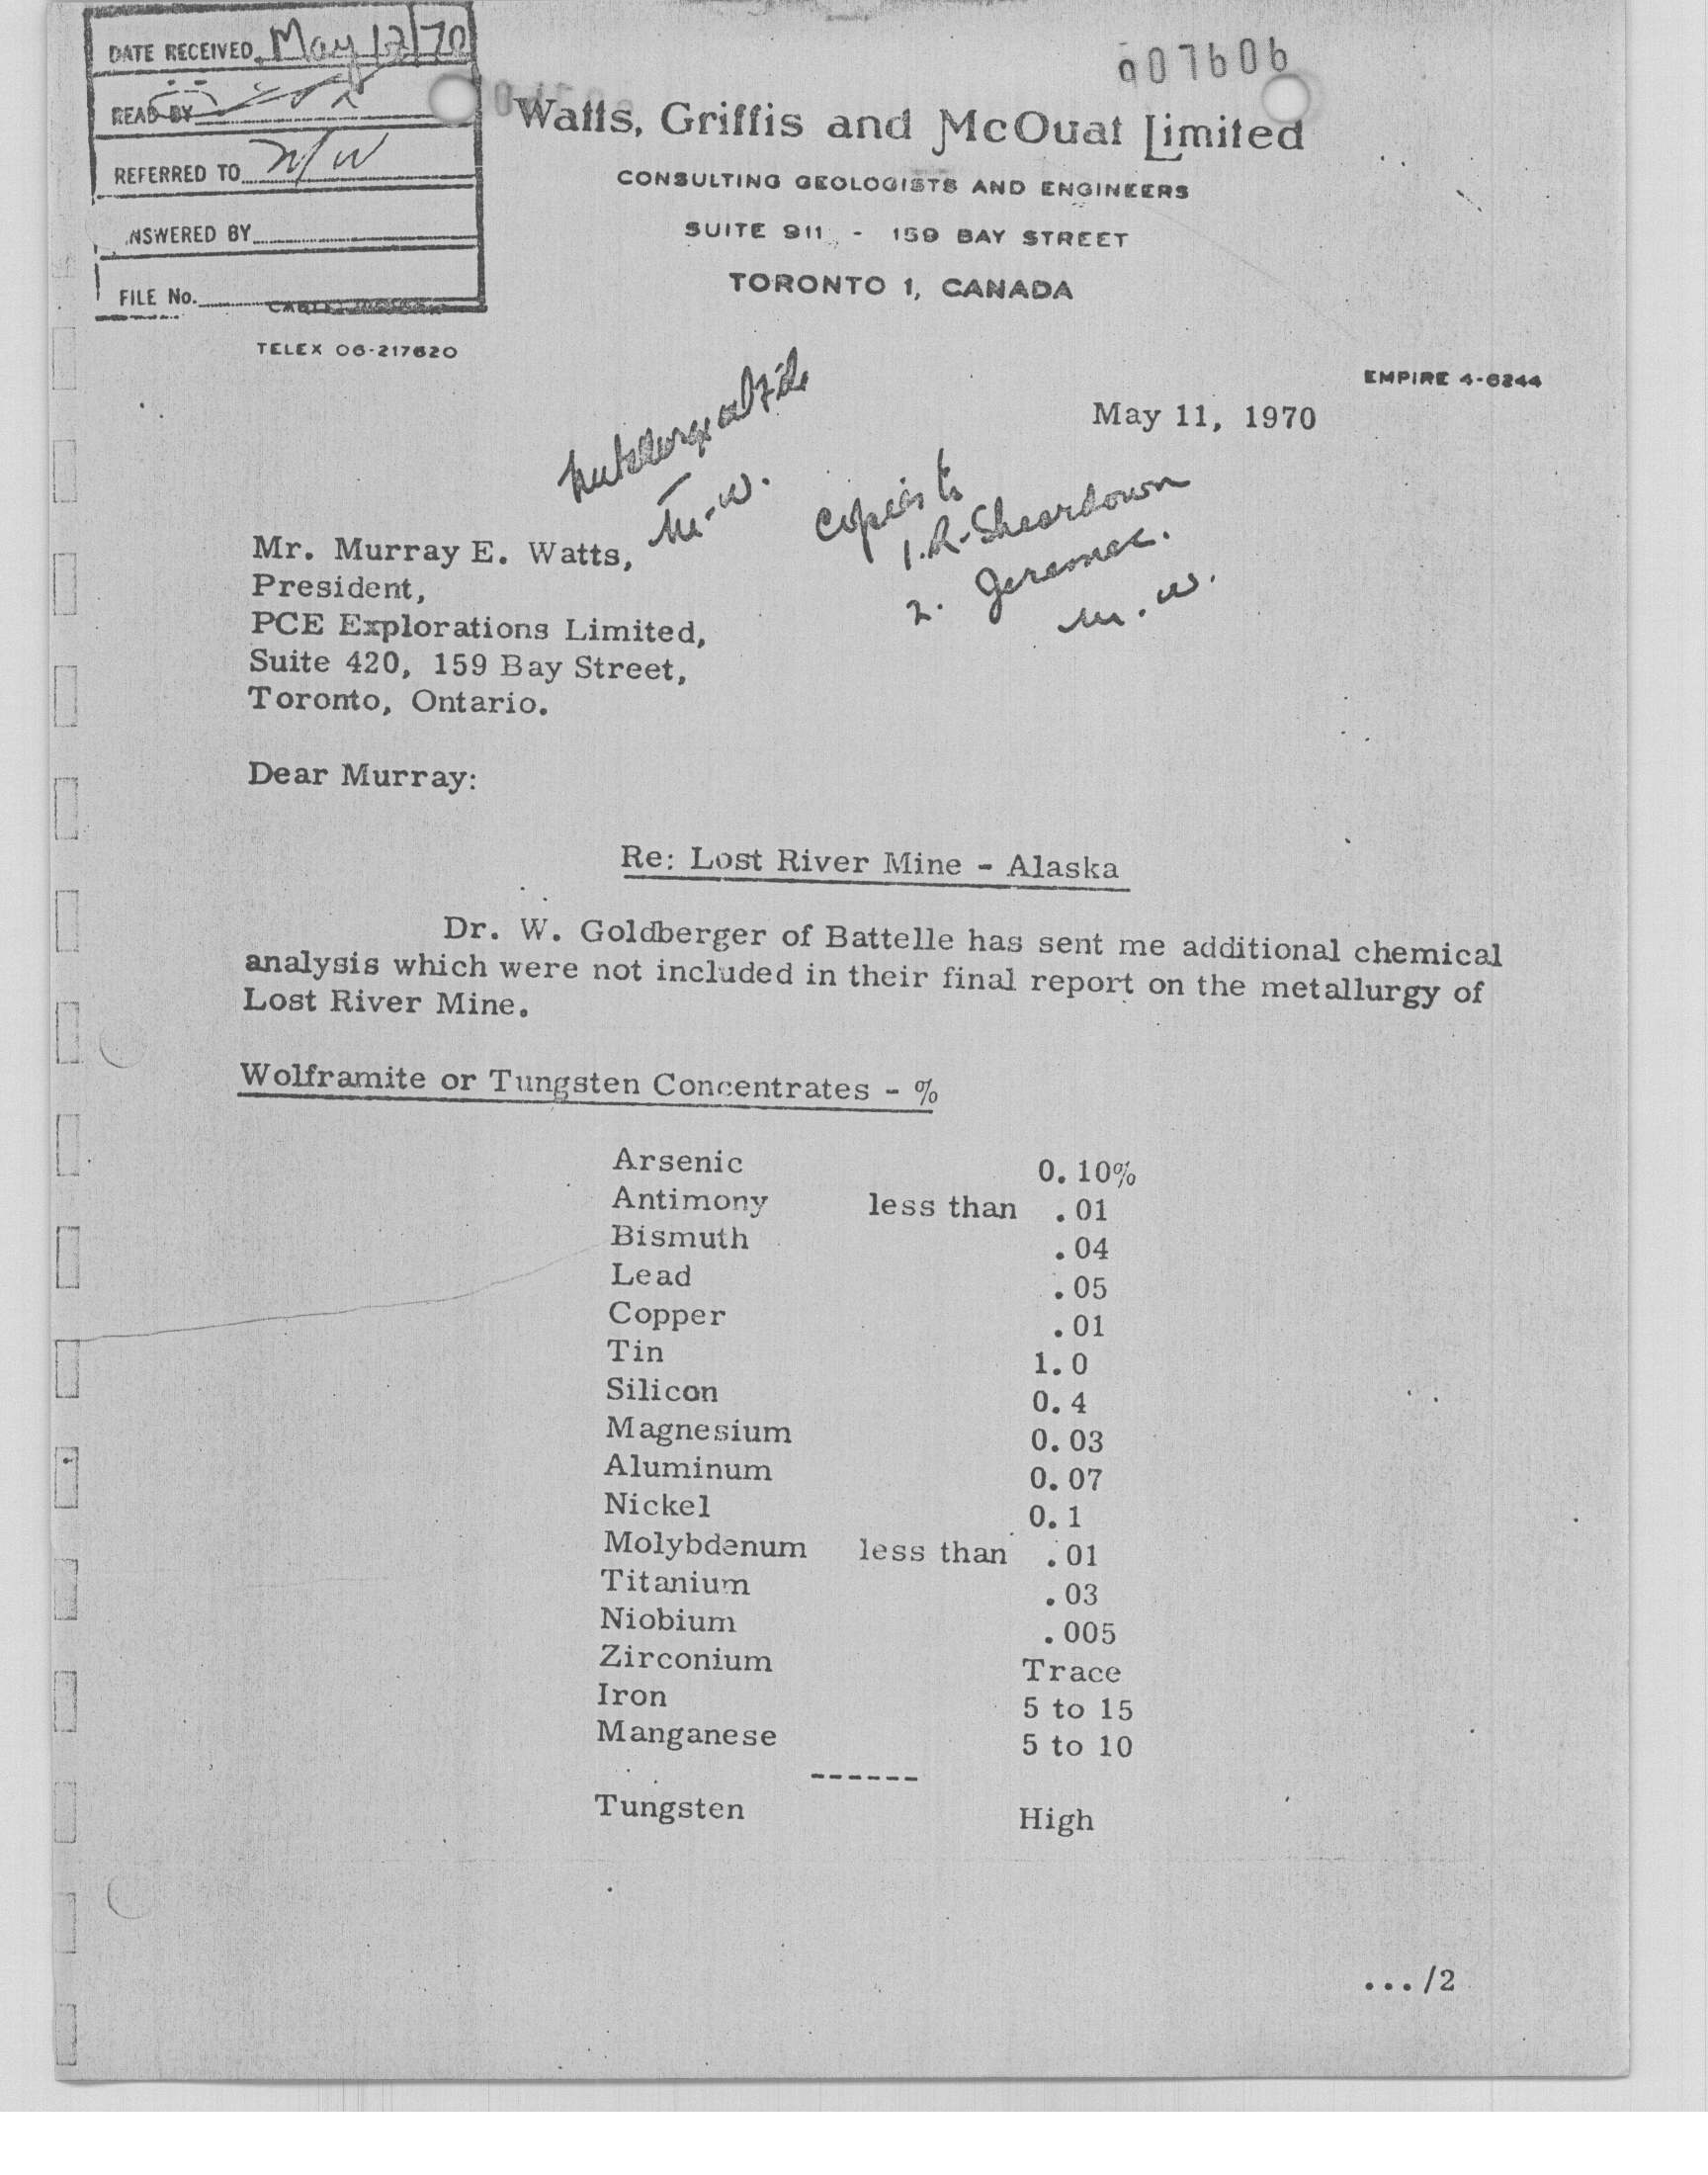 DATE RECEIVED May 12/70
READ BY
REFERRED TO M/W
NSWERED BY
FILE No.
007606
Watts, Griffis and McOuat Limited
CONSULTING GEOLOGISTS AND ENGINEERS
SUITE 911 - 159 BAY STREET
TORONTO 1, CANADA
TELEX 06-217620
EMPIRE 4-6244
May 11, 1970
M.W.
Copies to
1. R. Sheardown
2.
M.W.
Mr. Murray E. Watts,
President,
PCE Explorations Limited,
Suite 420, 159 Bay Street,
Toronto, Ontario.
Dear Murray:
Re: Lost River Mine - Alaska
Dr. W. Goldberger of Battelle has sent me additional chemical
analysis which were not included in their final report on the metallurgy of
Lost River Mine.
Wolframite or Tungsten Concentrates - %
Arsenic 0.10%
Antimony less than .01
Bismuth .04
Lead .05
Copper .01
Tin 1.0
Silicon 0.4
Magnesium 0.03
Aluminum 0.07
Nickel 0.1
Molybdenum less than .01
Titanium .03
Niobium .005
Zirconium Trace
Iron 5 to 15
Manganese 5 to 10
------
Tungsten High
.../2